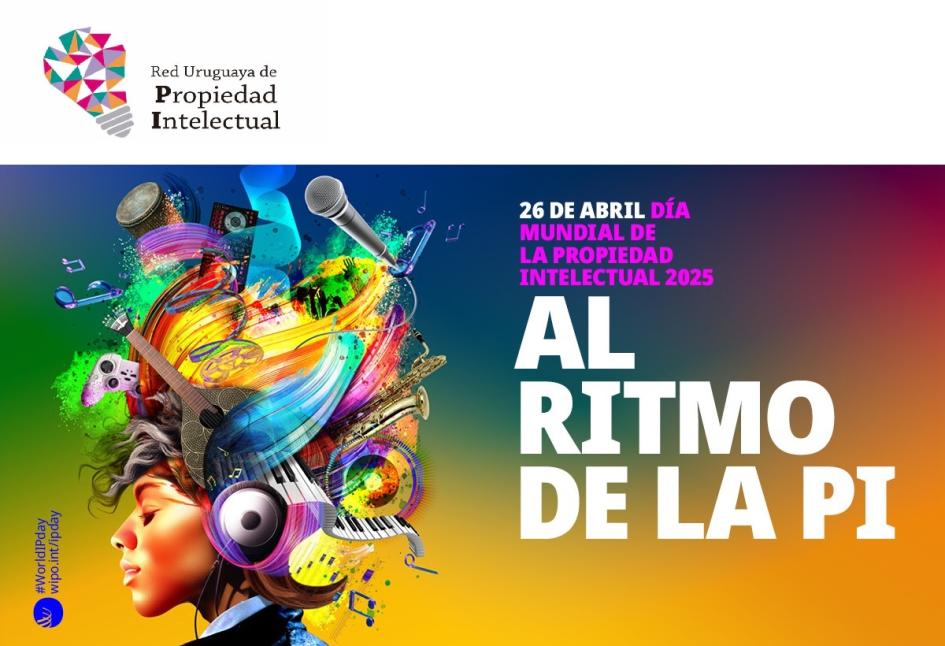 Red Uruguaya de
Propiedad
Intelectual
26 DE ABRIL DÍA
MUNDIAL DE
LA PROPIEDAD
INTELECTUAL 2025
AL
RITMO
DE LA PI
#WorldIPday
wipo.int/ipday